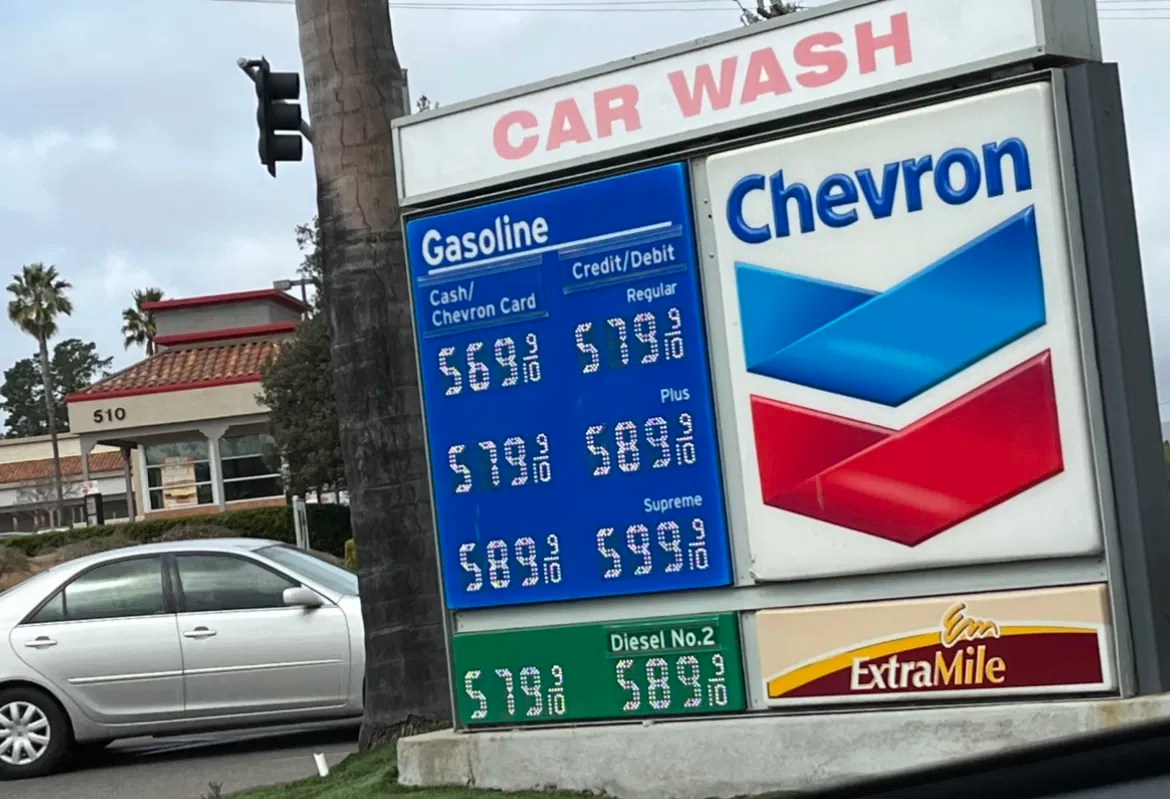 CAR WASH
Chevron
Gasoline
Cash/
Chevron Card
Credit/Debit
Regular
569 9/10
579 9/10
Plus
579 9/10
589 9/10
Supreme
589 9/10
599 9/10
Diesel No.2
579 9/10
589 9/10
Em
ExtraMile
510